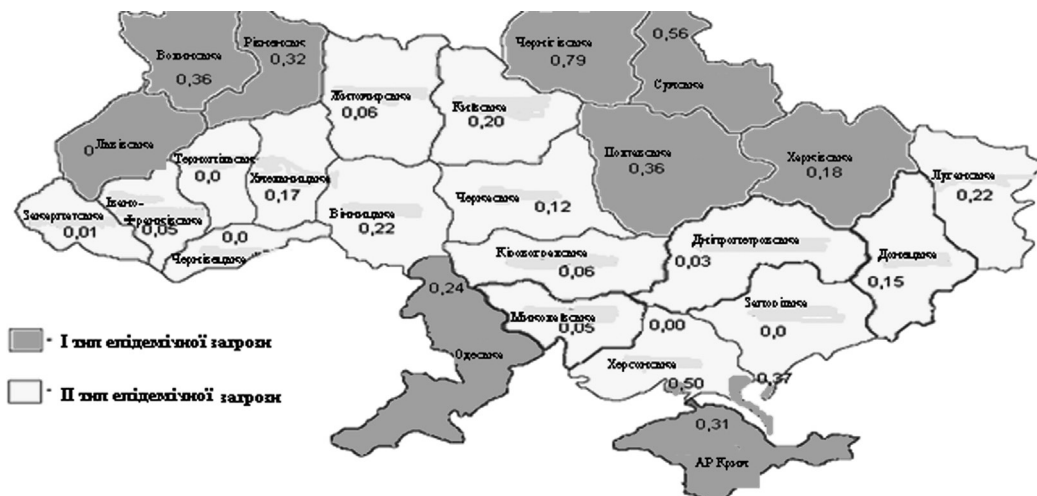 0,56
Волинська
0,36
Рівненська
0,32
Чернігівська
0,79
Сумська
Житомирська
0,06
Київська
0,20
Львівська
0
Тернопільська
0,0
Хмельницька
0,17
Полтавська
0,36
Харківська
0,18
Луганська
0,22
Закарпатська
0,01
Івано-
Франківська
0,05
0,0
Чернівецька
Вінницька
0,22
Черкаська
0,12
Кіровоградська
0,06
Дніпропетровська
0,03
Донецька
0,15
0,24
Одеська
Миколаївська
0,05
0,00
Запорізька
0,0
Херсонська
0,50
0,37
0,31
АР Крим
- І тип епідемічної загрози
- ІІ тип епідемічної загрози